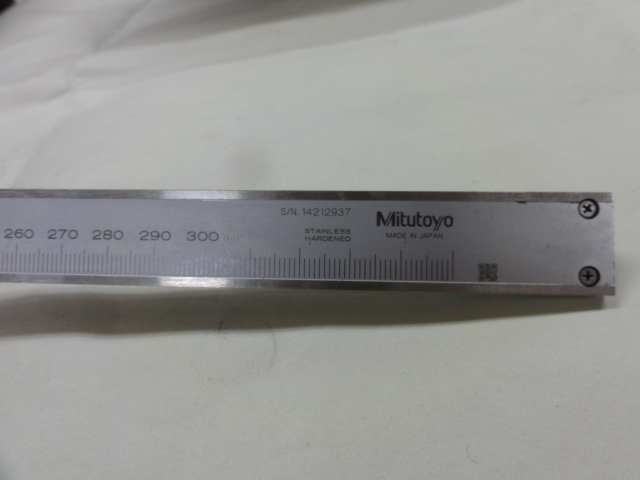 S/N. 14212937
Mitutoyo
STAINLESS
HARDENED
MADE IN JAPAN
260 270 280 290 300